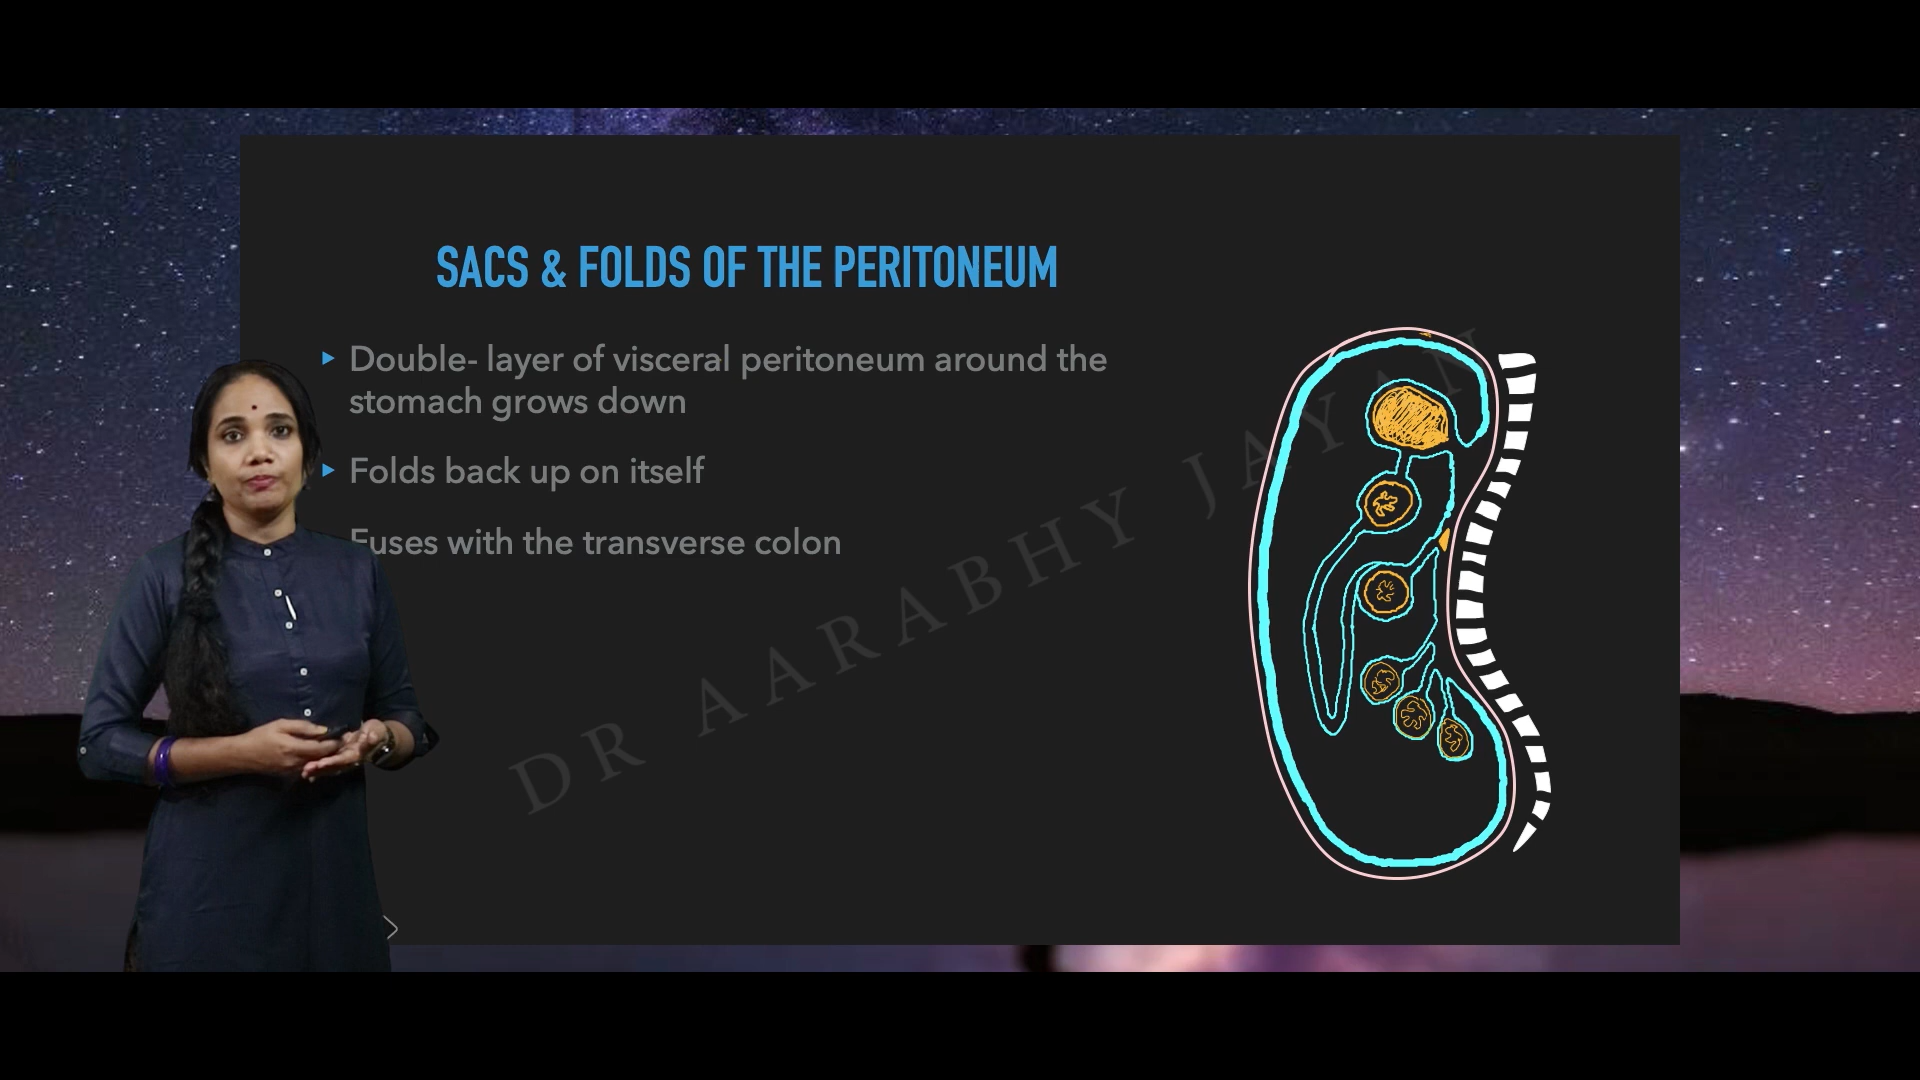 SACS & FOLDS OF THE PERITONEUM
Double- layer of visceral peritoneum around the
stomach grows down
Folds back up on itself
Fuses with the transverse colon
DR AARABHY JAYAN